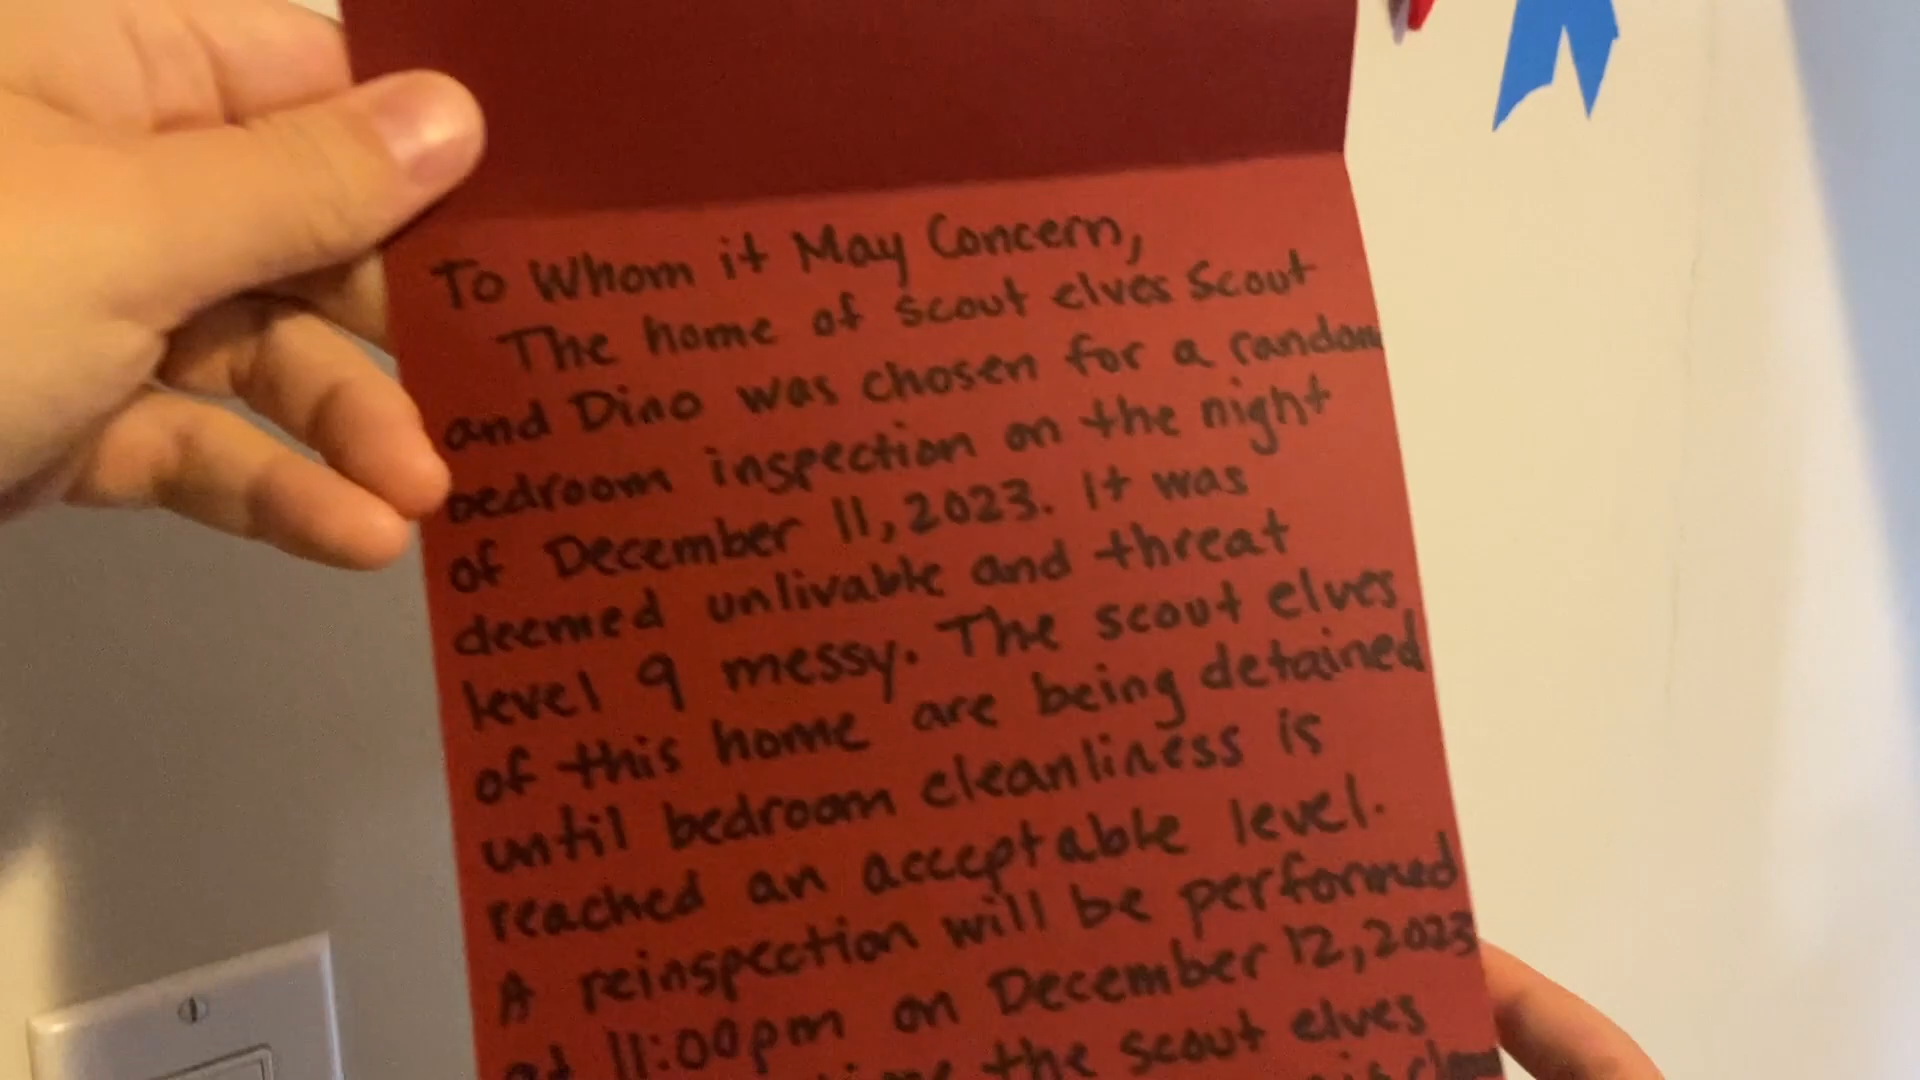 To Whom it May Concern,
The home of scout elves Scout
and Dino was chosen for a random
bedroom inspection on the night
of December 11, 2023. It was
deemed unlivable and threat
level 9 messy. The scout elves
of this home are being detained
until bedroom cleanliness is
reached an acceptable level.
A reinspection will be performed
at 11:00pm on December 12, 2023
the scout elves